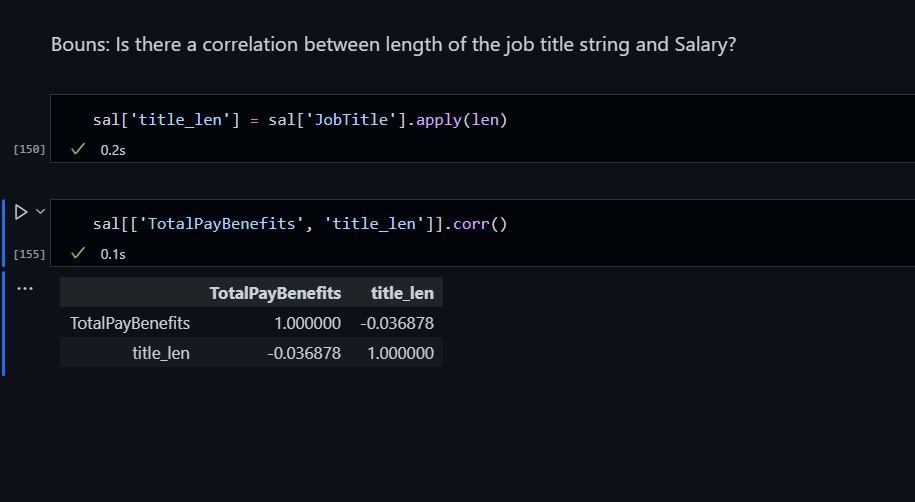 Bouns: Is there a correlation between length of the job title string and Salary?
sal['title_len'] = sal['JobTitle'].apply(len)
[150] ✓ 0.2s
sal[['TotalPayBenefits', 'title_len']].corr()
[155] ✓ 0.1s
... TotalPayBenefits title_len
TotalPayBenefits 1.000000 -0.036878
title_len -0.036878 1.000000